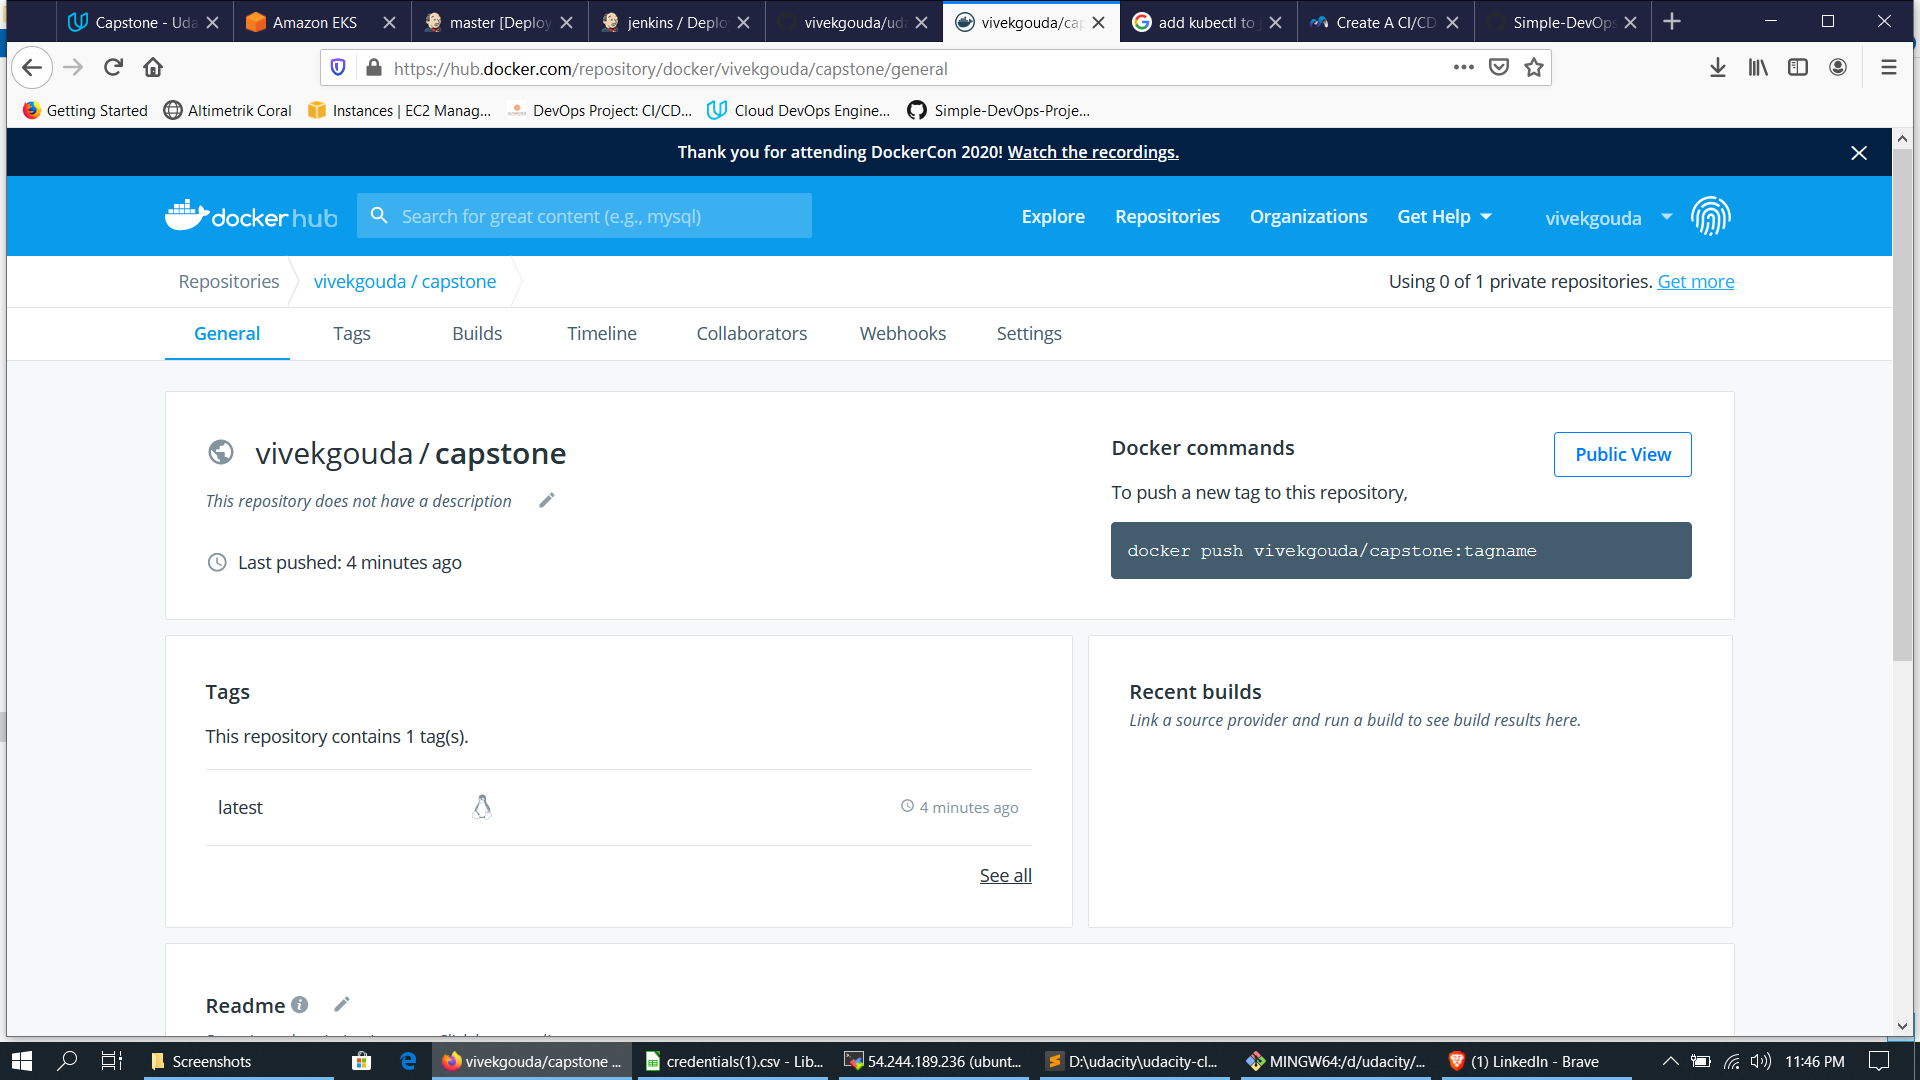 Capstone - Uda
Amazon EKS
master [Deploy
jenkins / Deplo
vivekgouda/uda
vivekgouda/cap
add kubectl to J
Create A CI/CD
Simple-DevOps
https://hub.docker.com/repository/docker/vivekgouda/capstone/general
Getting Started
Altimetrik Coral
Instances | EC2 Manag...
DevOps Project: CI/CD...
Cloud DevOps Engine...
Simple-DevOps-Proje...
Thank you for attending DockerCon 2020! Watch the recordings.
docker hub
Search for great content (e.g., mysql)
Explore
Repositories
Organizations
Get Help
vivekgouda
Repositories
vivekgouda / capstone
Using 0 of 1 private repositories. Get more
General
Tags
Builds
Timeline
Collaborators
Webhooks
Settings
vivekgouda / capstone
This repository does not have a description
Last pushed: 4 minutes ago
Docker commands
Public View
To push a new tag to this repository,
docker push vivekgouda/capstone:tagname
Tags
This repository contains 1 tag(s).
latest
4 minutes ago
See all
Recent builds
Link a source provider and run a build to see build results here.
Readme
Screenshots
vivekgouda/capstone ...
credentials(1).csv - Lib...
54.244.189.236 (ubunt...
D:\udacity\udacity-cl...
MINGW64:/d/udacity/...
(1) LinkedIn - Brave
11:46 PM